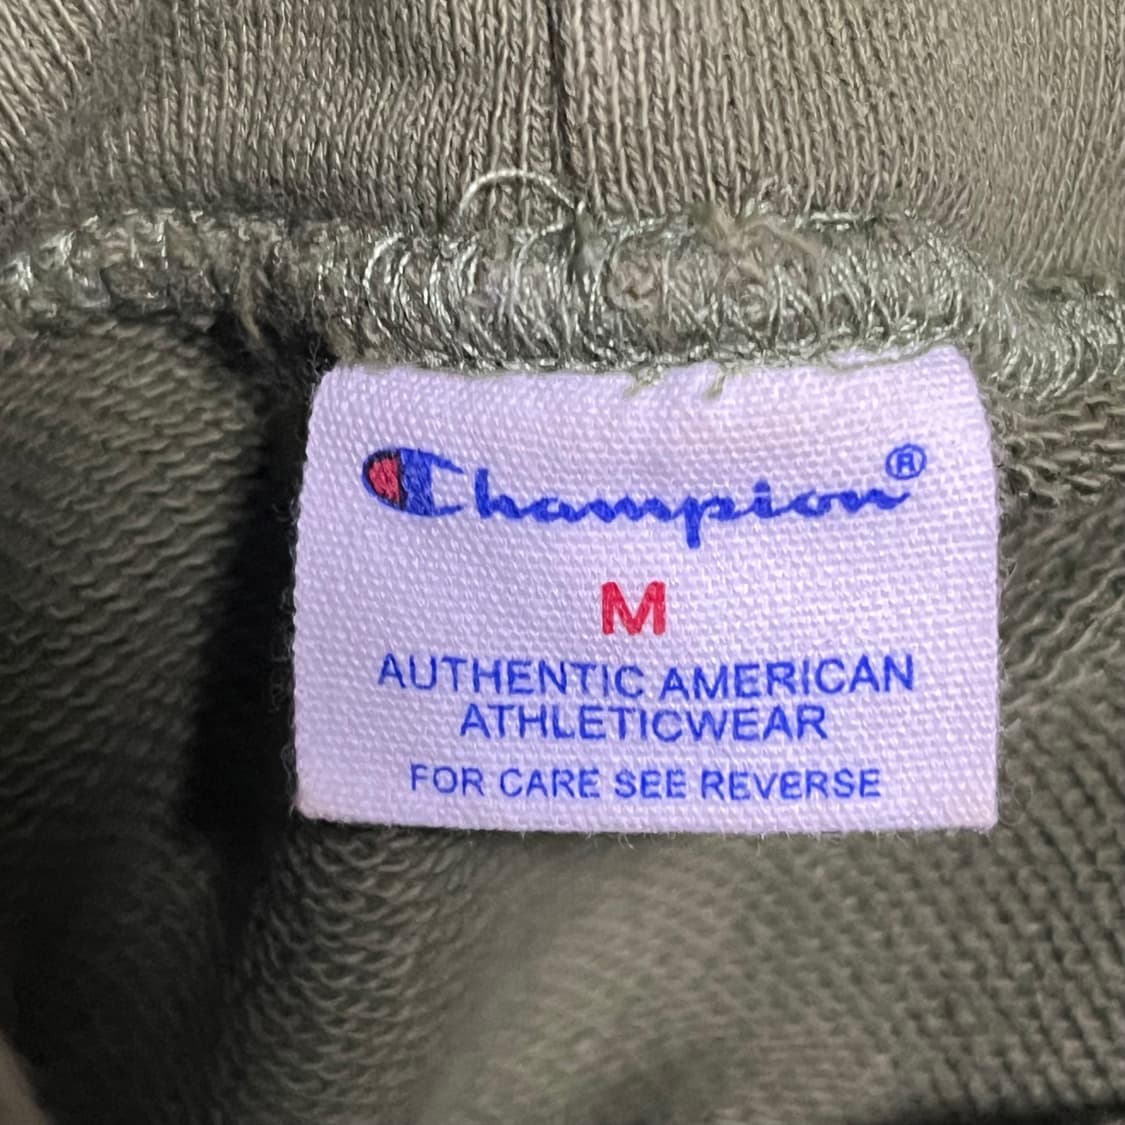 Champion®
M
AUTHENTIC AMERICAN
ATHLETICWEAR
FOR CARE SEE REVERSE